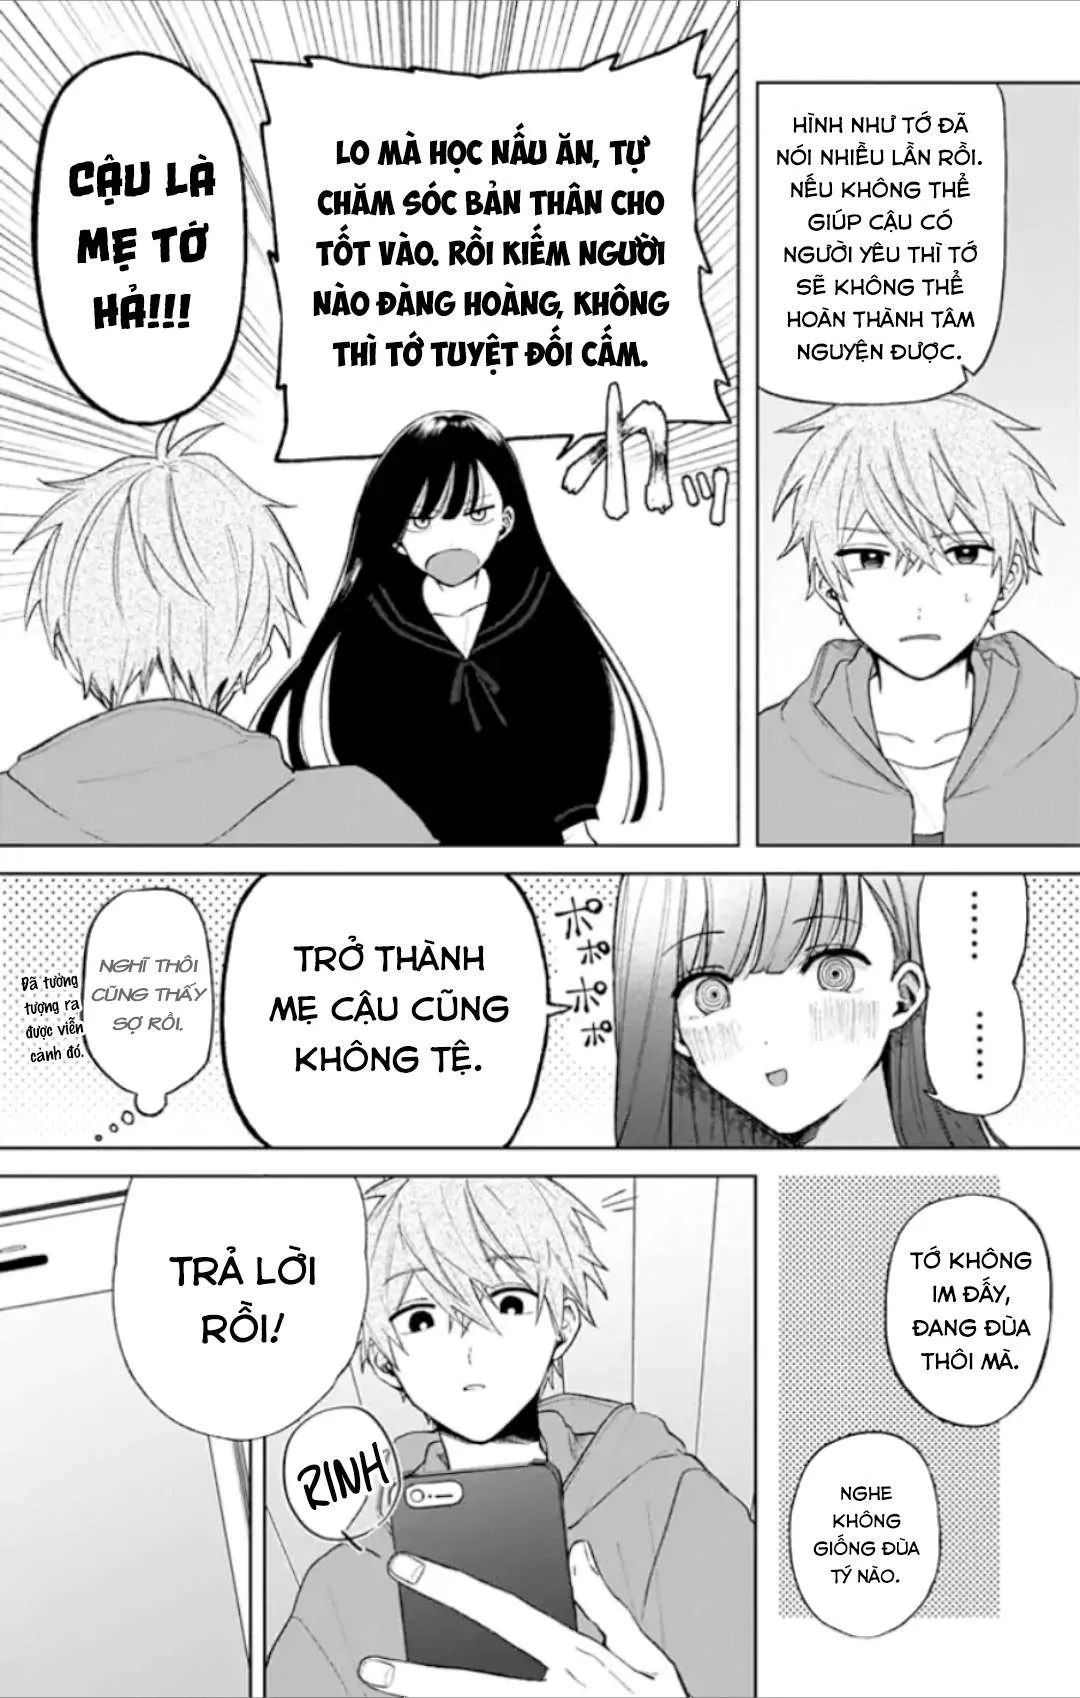 HÌNH NHƯ TỚ ĐÃ
NÓI NHIỀU LẦN RỒI.
NẾU KHÔNG THỂ
GIÚP CẬU CÓ
NGƯỜI YÊU THÌ TỚ
SẼ KHÔNG THỂ
HOÀN THÀNH TÂM
NGUYỆN ĐƯỢC.
LO MÀ HỌC NẤU ĂN, TỰ
CHĂM SÓC BẢN THÂN CHO
TỐT VÀO. RỒI KIẾM NGƯỜI
NÀO ĐÀNG HOÀNG, KHÔNG
THÌ TỚ TUYỆT ĐỐI CẤM.
CẬU LÀ
MẸ TỚ
HẢ!!!
.......
......
ポポポポポ
TRỞ THÀNH
MẸ CẬU CŨNG
KHÔNG TỆ.
NGHĨ THÔI
CŨNG THẤY
SỢ RỒI.
Đã tưởng
tượng ra
được viễn
cảnh đó.
TỚ KHÔNG
IM ĐẤY,
ĐANG ĐÙA
THÔI MÀ.
NGHE
KHÔNG
GIỐNG ĐÙA
TÝ NÀO.
TRẢ LỜI
RỒI!
RINH